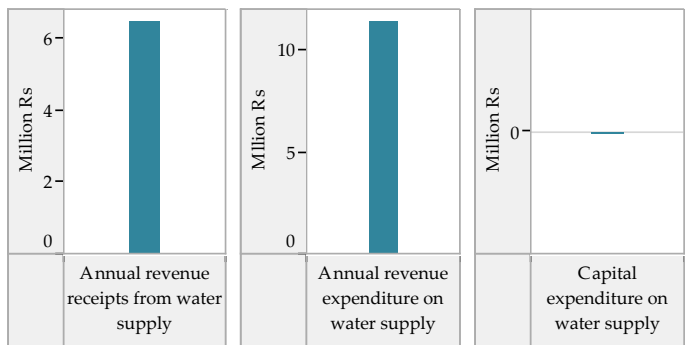 6
4
2
0
Million Rs
Annual revenue
receipts from water
supply
10
5
0
Mllion Rs
Annual revenue
expenditure on
water supply
0
Million Rs
Capital
expenditure on
water supply